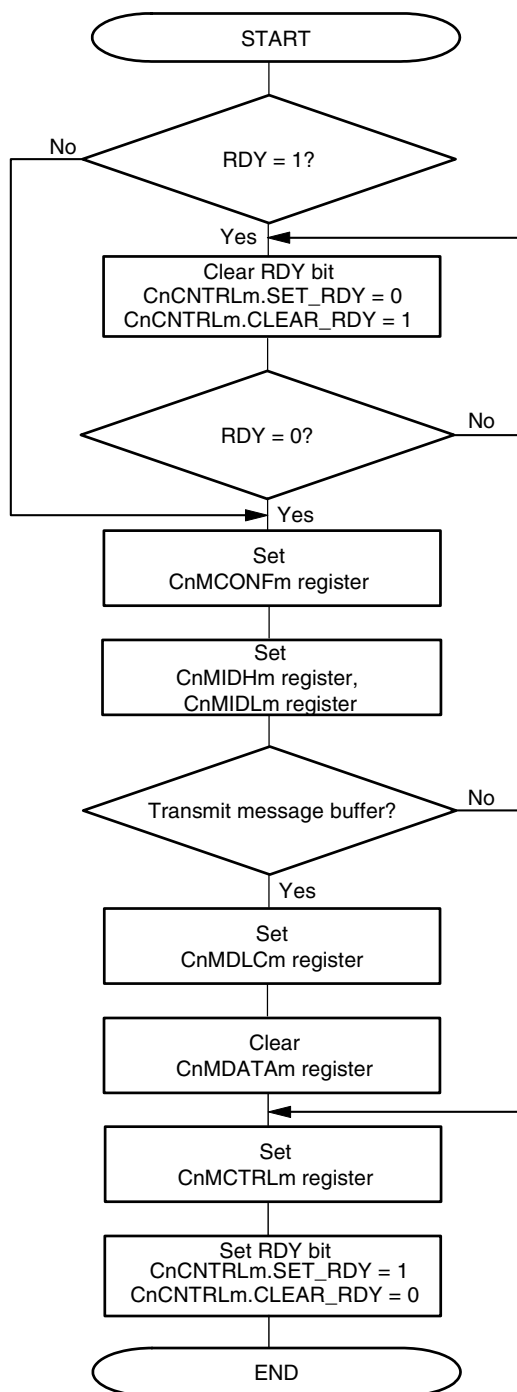 START
No
RDY = 1?
Yes
Clear RDY bit
CnCNTRLm.SET_RDY = 0
CnCNTRLm.CLEAR_RDY = 1
RDY = 0?
No
Yes
Set
CnMCONFm register
Set
CnMIDHm register,
CnMIDLm register
Transmit message buffer?
No
Yes
Set
CnMDLCm register
Clear
CnMDATAm register
Set
CnMCTRLm register
Set RDY bit
CnCNTRLm.SET_RDY = 1
CnCNTRLm.CLEAR_RDY = 0
END